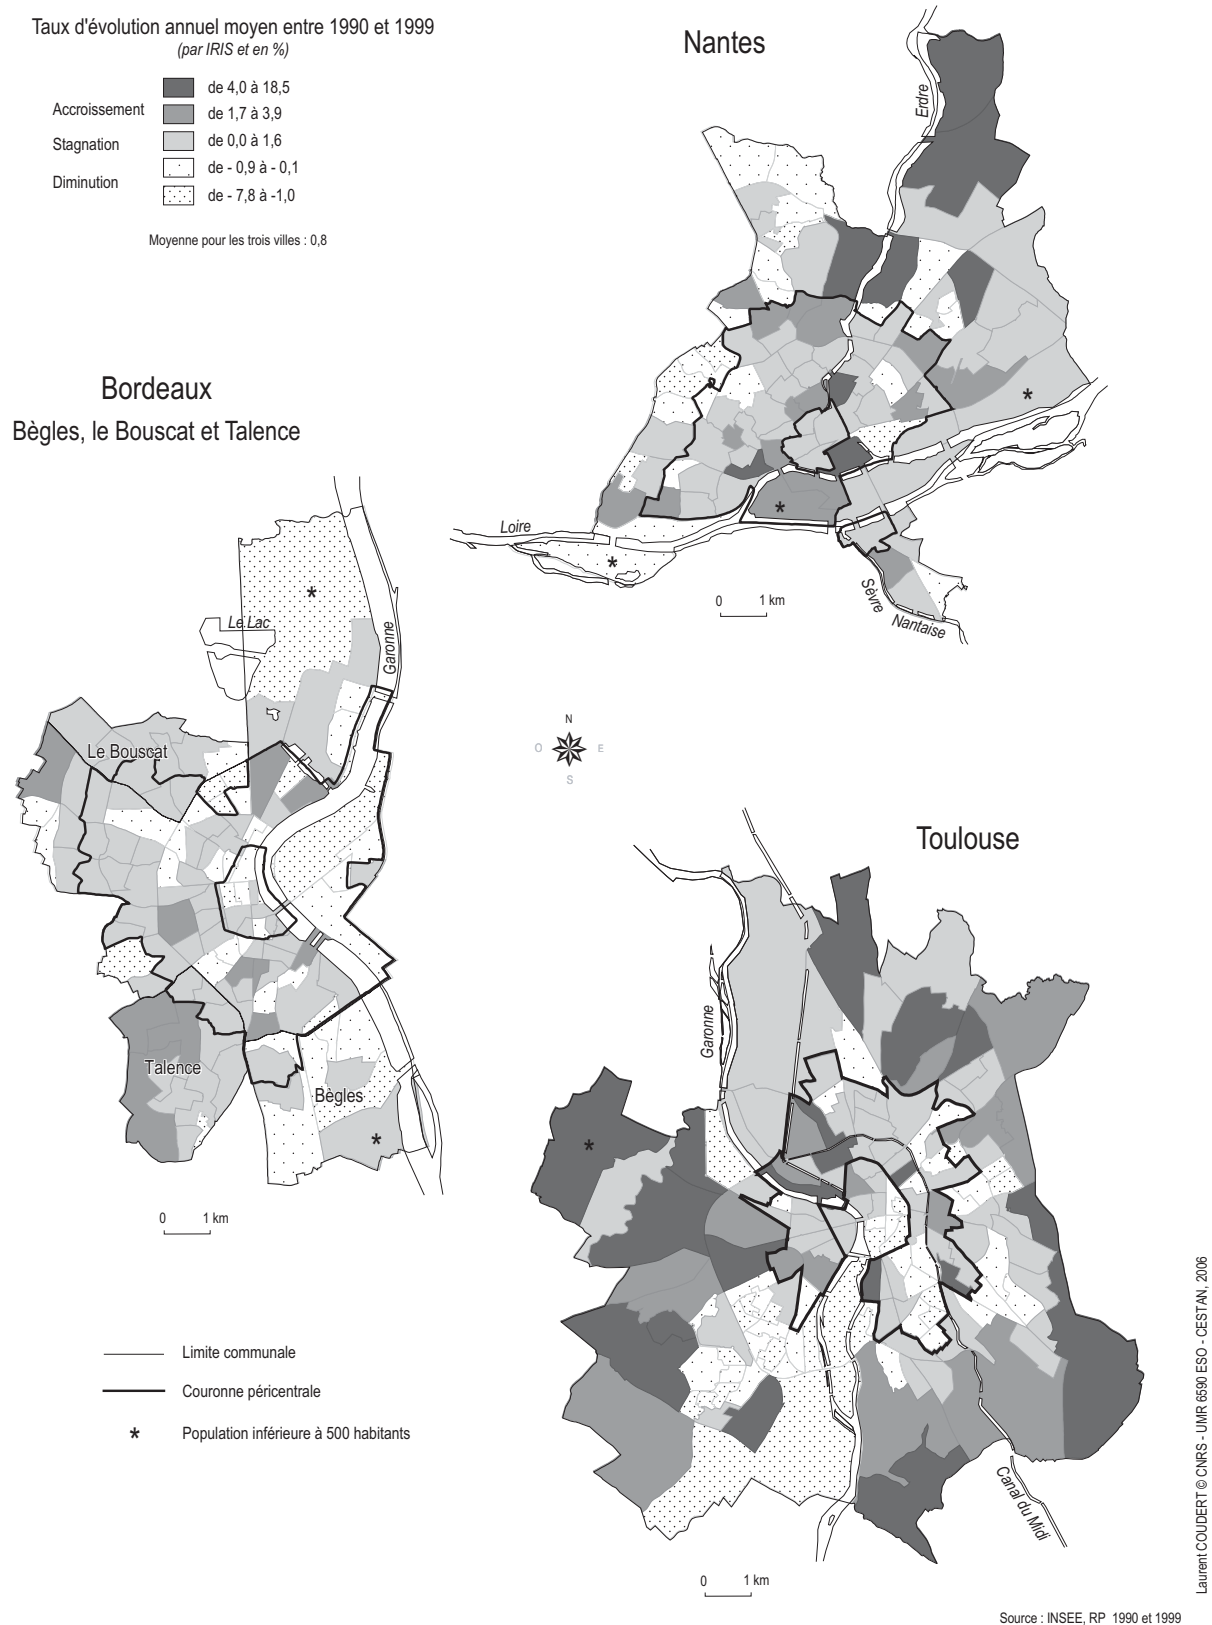 Taux d'évolution annuel moyen entre 1990 et 1999
(par IRIS et en %)
de 4,0 à 18,5
Accroissement
de 1,7 à 3,9
Stagnation
de 0,0 à 1,6
de - 0,9 à - 0,1
Diminution
de - 7,8 à -1,0
Moyenne pour les trois villes : 0,8
Nantes
Erdre
*
*
*
Loire
Sèvre
Nantaise
0 1 km
Bordeaux
Bègles, le Bouscat et Talence
*
Le Lac
Garonne
Le Bouscat
Talence
Bègles
*
0 1 km
N
O E
S
Toulouse
Garonne
*
Canal du Midi
0 1 km
Limite communale
Couronne péricentrale
* Population inférieure à 500 habitants
Laurent COUDERT © CNRS - UMR 6590 ESO - CESTAN, 2006
Source : INSEE, RP 1990 et 1999